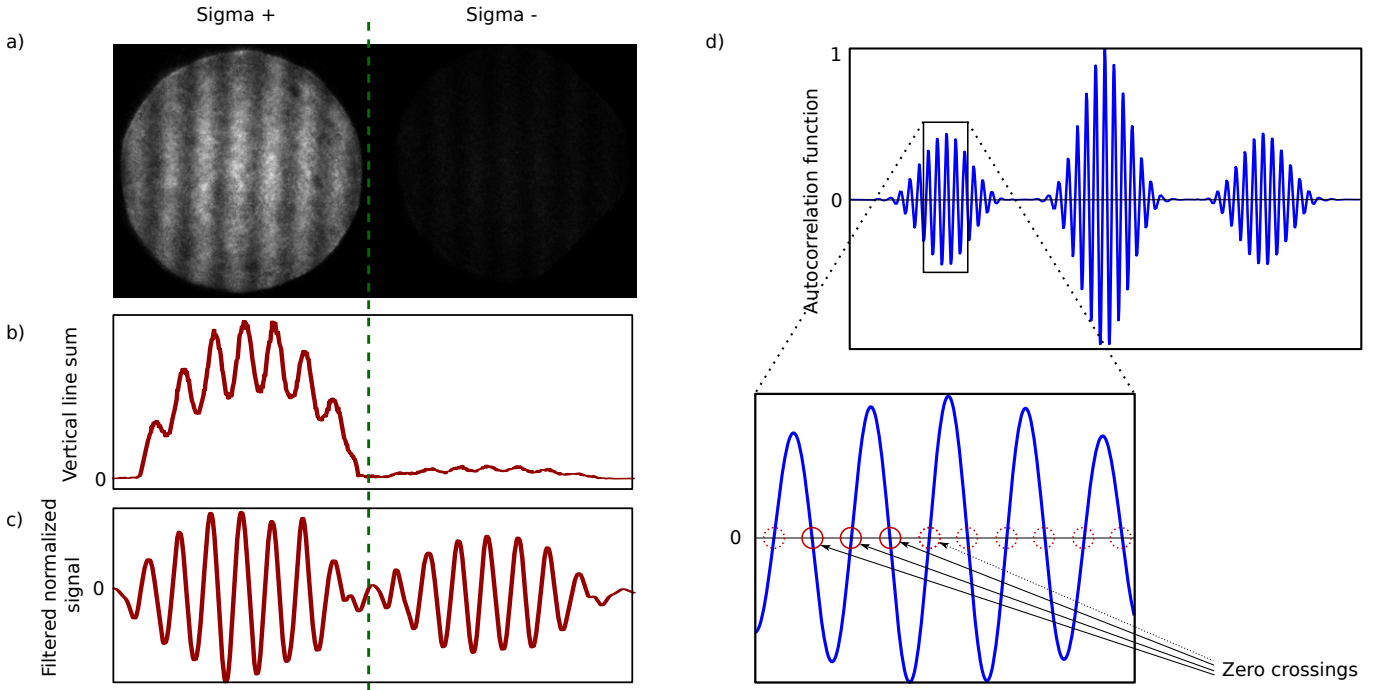 Sigma +
Sigma -
a)
b)
Vertical line sum
0
c)
Filtered normalized
signal
0
d)
Autocorrelation function
1
0
0
Zero crossings